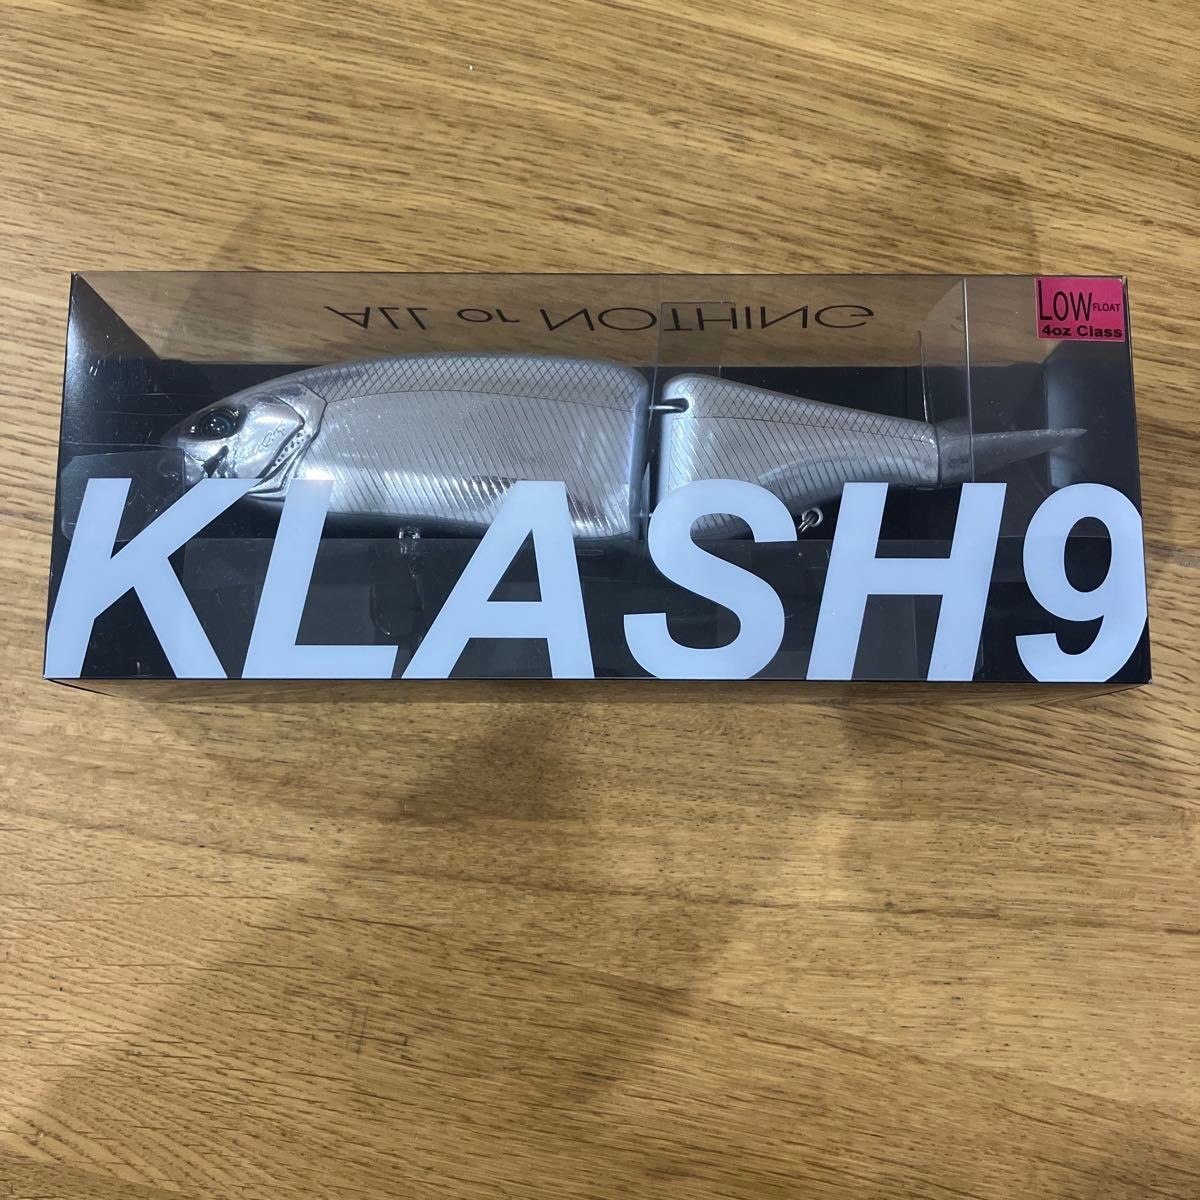 ALL or NOTHING
LOW FLOAT
4oz Class
KLASH9